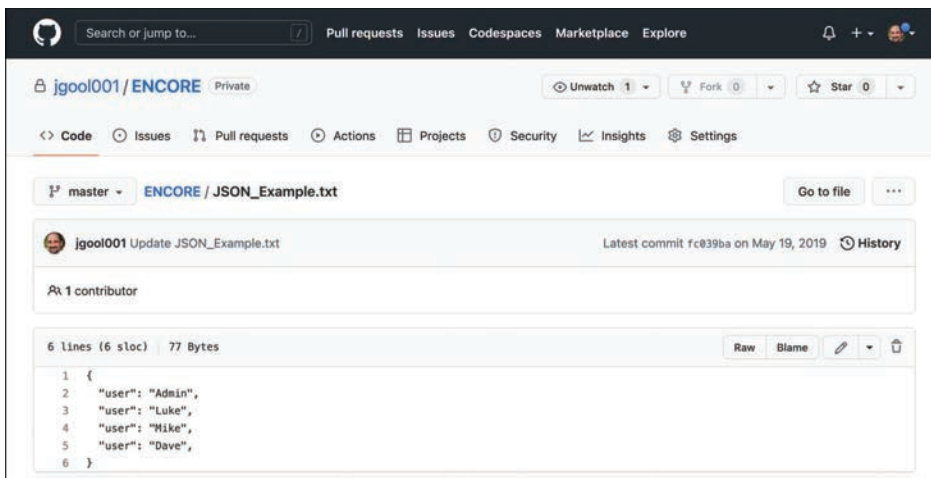 Search or jump to... / Pull requests Issues Codespaces Marketplace Explore
jgool001 / ENCORE Private Unwatch 1 Fork 0 Star 0
<> Code Issues Pull requests Actions Projects Security Insights Settings
master ENCORE / JSON_Example.txt Go to file ...
jgool001 Update JSON_Example.txt Latest commit fc039ba on May 19, 2019 History
1 contributor
6 lines (6 sloc) 77 Bytes Raw Blame
1 {
2 "user": "Admin",
3 "user": "Luke",
4 "user": "Mike",
5 "user": "Dave",
6 }